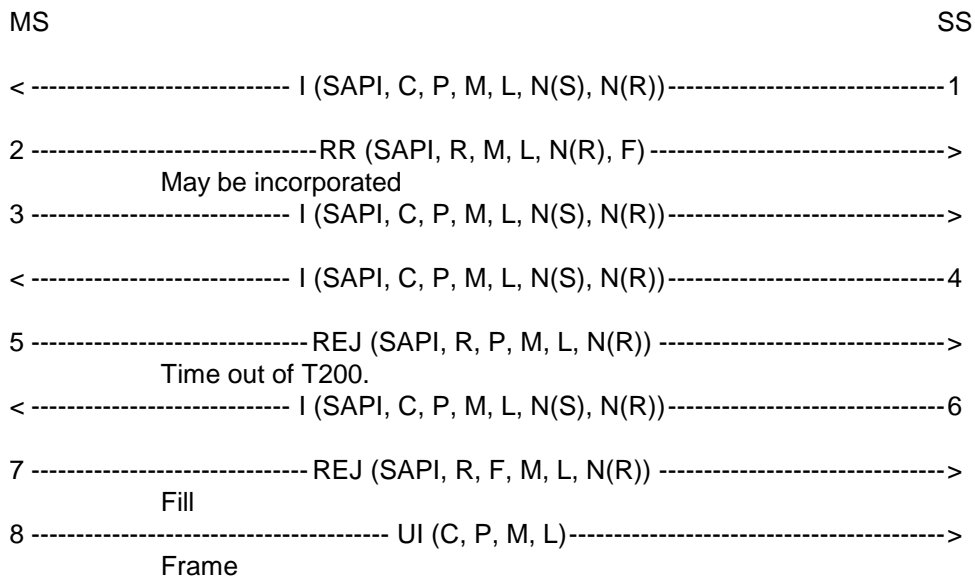 MS SS
< ----------------------------- I (SAPI, C, P, M, L, N(S), N(R))-------------------------------1
2 --------------------------------RR (SAPI, R, M, L, N(R), F) --------------------------------->
May be incorporated
3 ----------------------------- I (SAPI, C, P, M, L, N(S), N(R))------------------------------->
< ----------------------------- I (SAPI, C, P, M, L, N(S), N(R))-------------------------------4
5 -------------------------------REJ (SAPI, R, P, M, L, N(R)) -------------------------------->
Time out of T200.
< ----------------------------- I (SAPI, C, P, M, L, N(S), N(R))-------------------------------6
7 -------------------------------REJ (SAPI, R, F, M, L, N(R)) -------------------------------->
Fill
8 ---------------------------------------- UI (C, P, M, L)------------------------------------------>
Frame